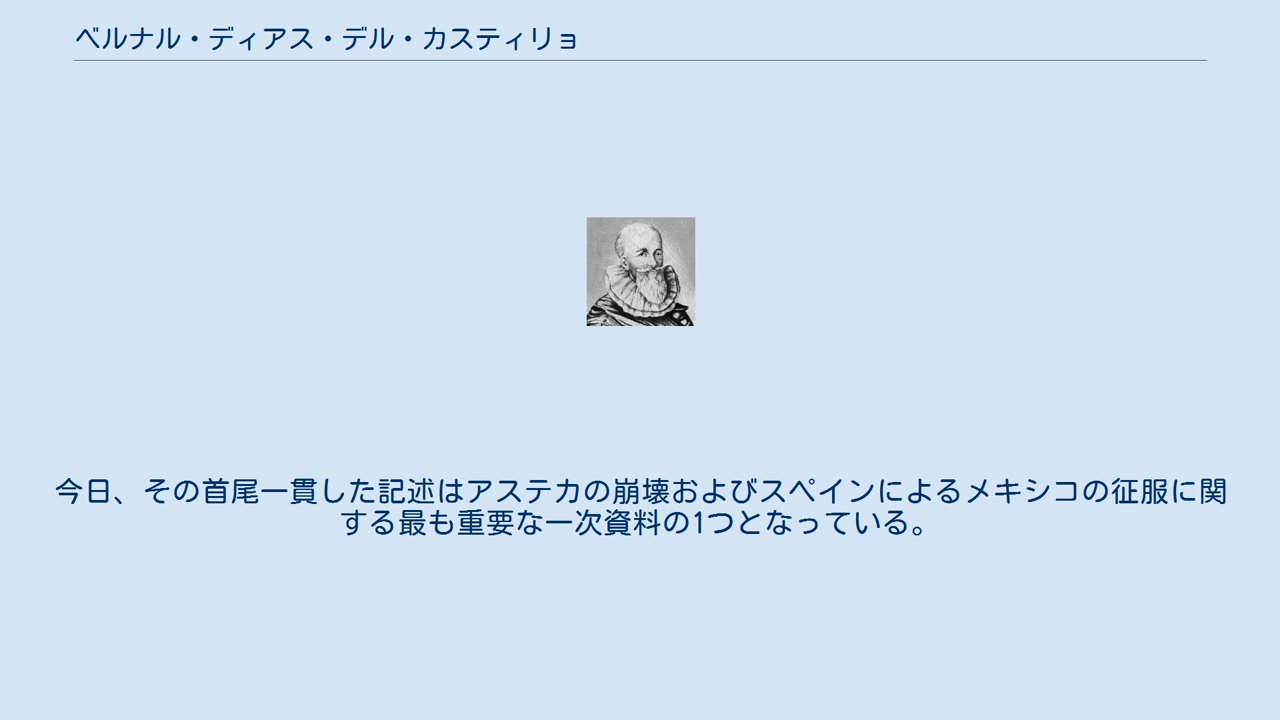 ベルナル・ディアス・デル・カスティリョ
今日、その首尾一貫した記述はアステカの崩壊およびスペインによるメキシコの征服に関
する最も重要な一次資料の1つとなっている。